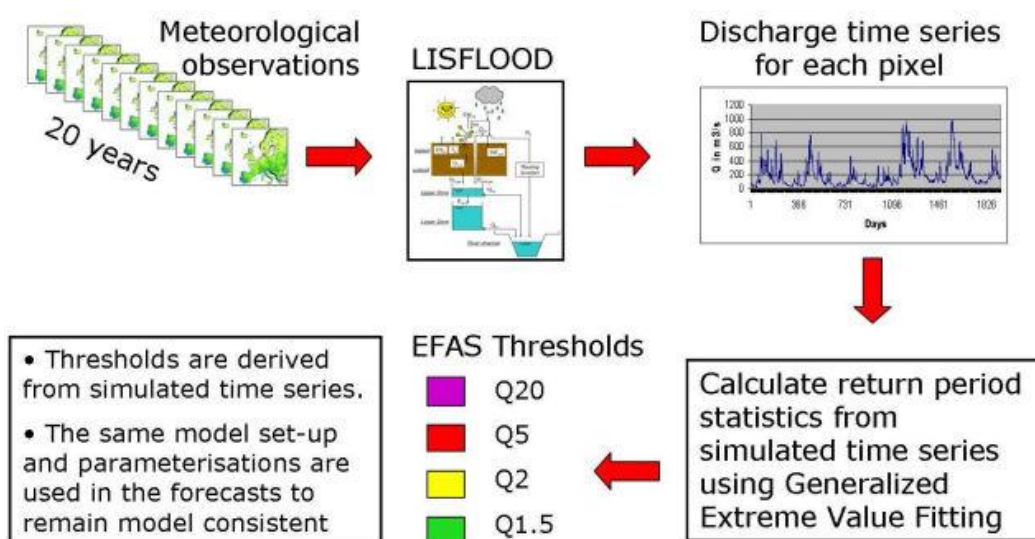 Meteorological
observations
20 years
LISFLOOD
Discharge time series
for each pixel
Q in m3/s
1200
1000
800
600
400
200
0
1
366
731
1096
1461
1826
Days
• Thresholds are derived
from simulated time series.
• The same model set-up
and parameterisations are
used in the forecasts to
remain model consistent
EFAS Thresholds
Q20
Q5
Q2
Q1.5
Calculate return period
statistics from
simulated time series
using Generalized
Extreme Value Fitting